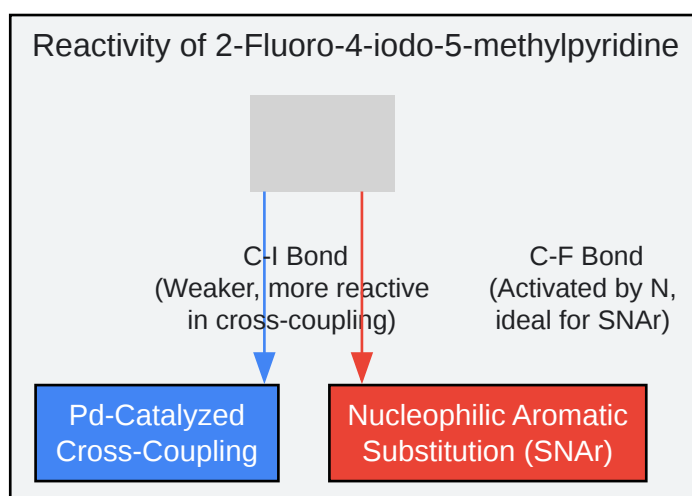 Reactivity of 2-Fluoro-4-iodo-5-methylpyridine
C-I Bond
(Weaker, more reactive
in cross-coupling)
C-F Bond
(Activated by N,
ideal for SNAr)
Pd-Catalyzed
Cross-Coupling
Nucleophilic Aromatic
Substitution (SNAr)